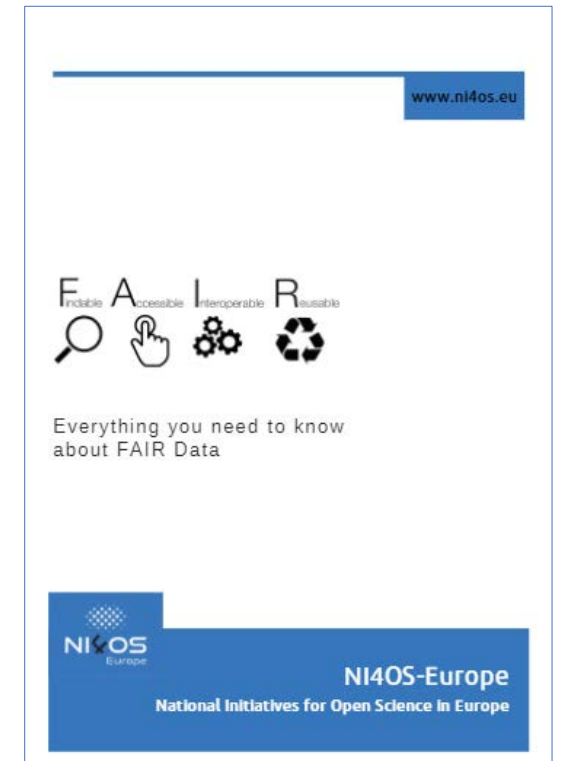 www.ni4os.eu
Findable Accessible Interoperable Reusable
Everything you need to know
about FAIR Data
NI4OS
Europe
NI4OS-Europe
National Initiatives for Open Science in Europe